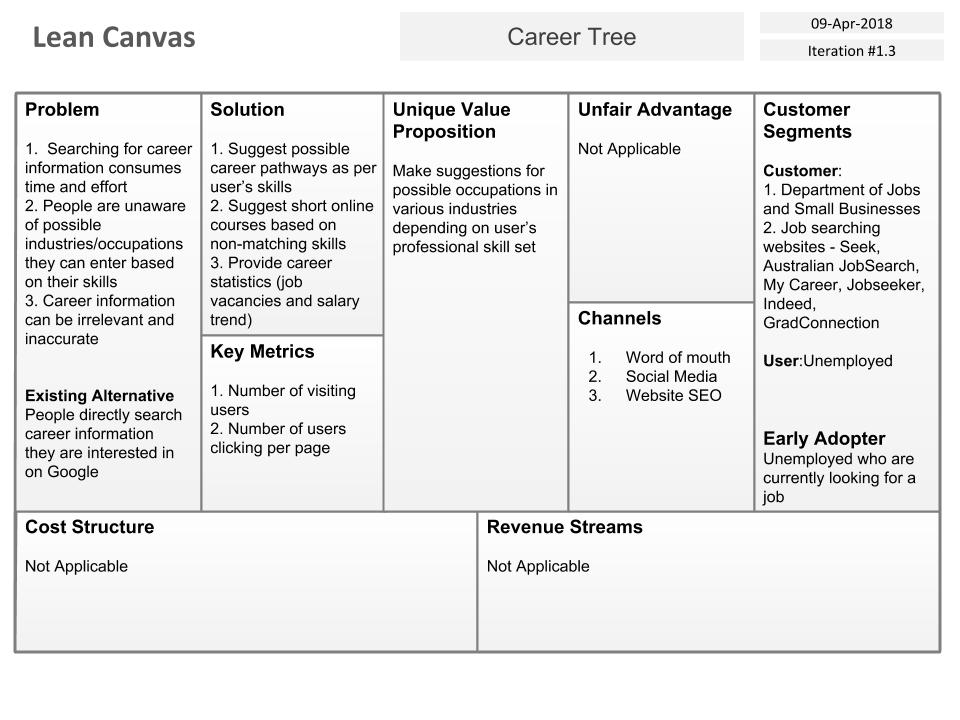 Lean Canvas
Career Tree
09-Apr-2018
Iteration #1.3
Problem
1. Searching for career
information consumes
time and effort
2. People are unaware
of possible
industries/occupations
they can enter based
on their skills
3. Career information
can be irrelevant and
inaccurate
Existing Alternative
People directly search
career information
they are interested in
on Google
Solution
1. Suggest possible
career pathways as per
user's skills
2. Suggest short online
courses based on
non-matching skills
3. Provide career
statistics (job
vacancies and salary
trend)
Key Metrics
1. Number of visiting
users
2. Number of users
clicking per page
Unique Value
Proposition
Make suggestions for
possible occupations in
various industries
depending on user's
professional skill set
Unfair Advantage
Not Applicable
Channels
1. Word of mouth
2. Social Media
3. Website SEO
Customer
Segments
Customer:
1. Department of Jobs
and Small Businesses
2. Job searching
websites - Seek,
Australian JobSearch,
My Career, Jobseeker,
Indeed,
GradConnection
User:Unemployed
Early Adopter
Unemployed who are
currently looking for a
job
Cost Structure
Not Applicable
Revenue Streams
Not Applicable